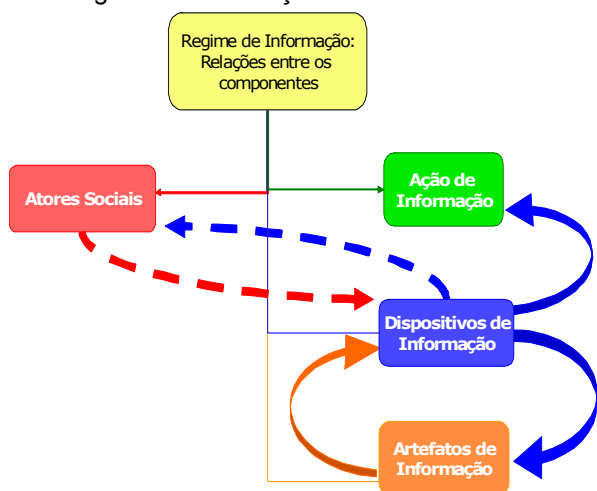 Regime de Informação:
Relações entre os
componentes
Atores Sociais
Ação de
Informação
Dispositivos de
Informação
Artefatos de
Informação